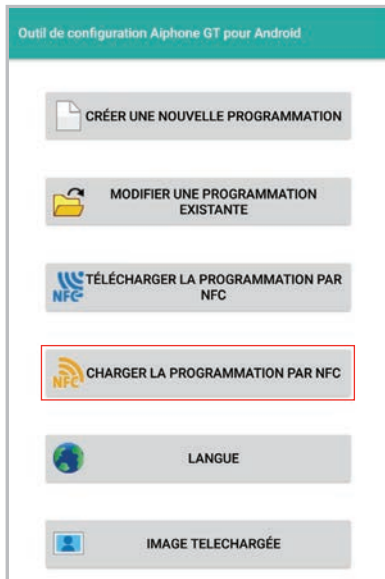 Outil de configuration Aiphone GT pour Android
CRÉER UNE NOUVELLE PROGRAMMATION
MODIFIER UNE PROGRAMMATION
EXISTANTE
NFC
TÉLÉCHARGER LA PROGRAMMATION PAR
NFC
NFC
CHARGER LA PROGRAMMATION PAR NFC
LANGUE
IMAGE TELECHARGÉE